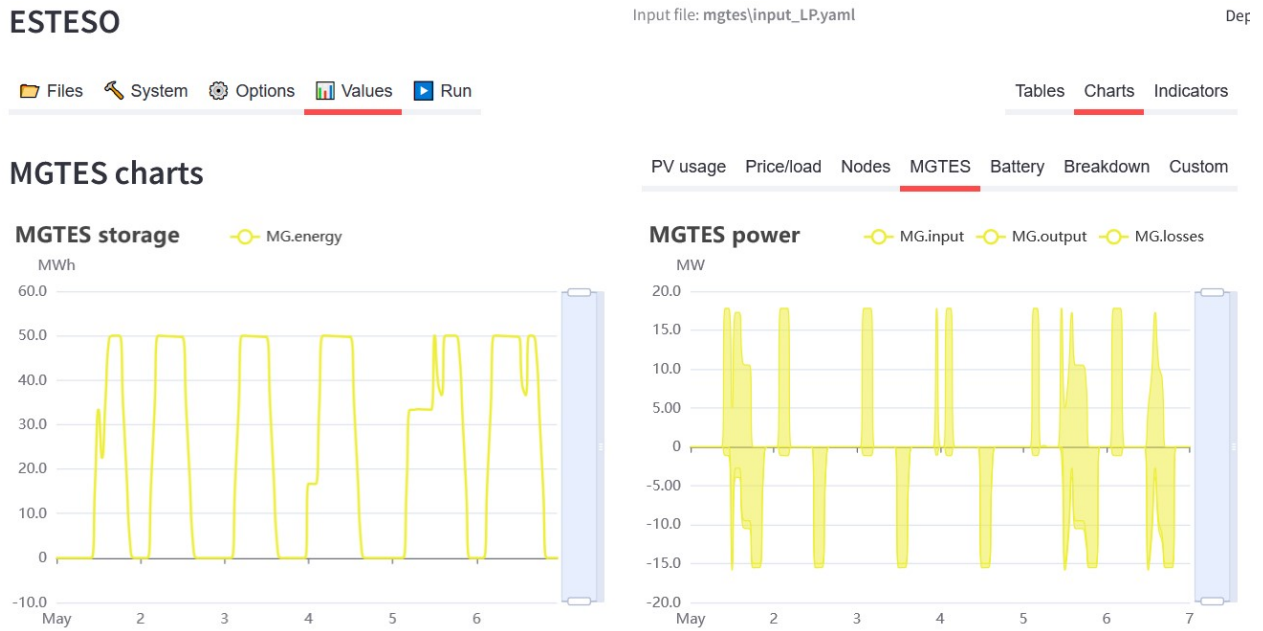 ESTESO
Input file: mgtes\input_LP.yaml
Files System Options Values Run
Tables Charts Indicators
MGTES charts
PV usage Price/load Nodes MGTES Battery Breakdown Custom
MGTES storage
MG.energy
MWh
60.0
50.0
40.0
30.0
20.0
10.0
0
-10.0
May 2 3 4 5 6
MGTES power
MG.input MG.output MG.losses
MW
20.0
15.0
10.0
5.00
0
-5.00
-10.0
-15.0
-20.0
May 2 3 4 5 6 7